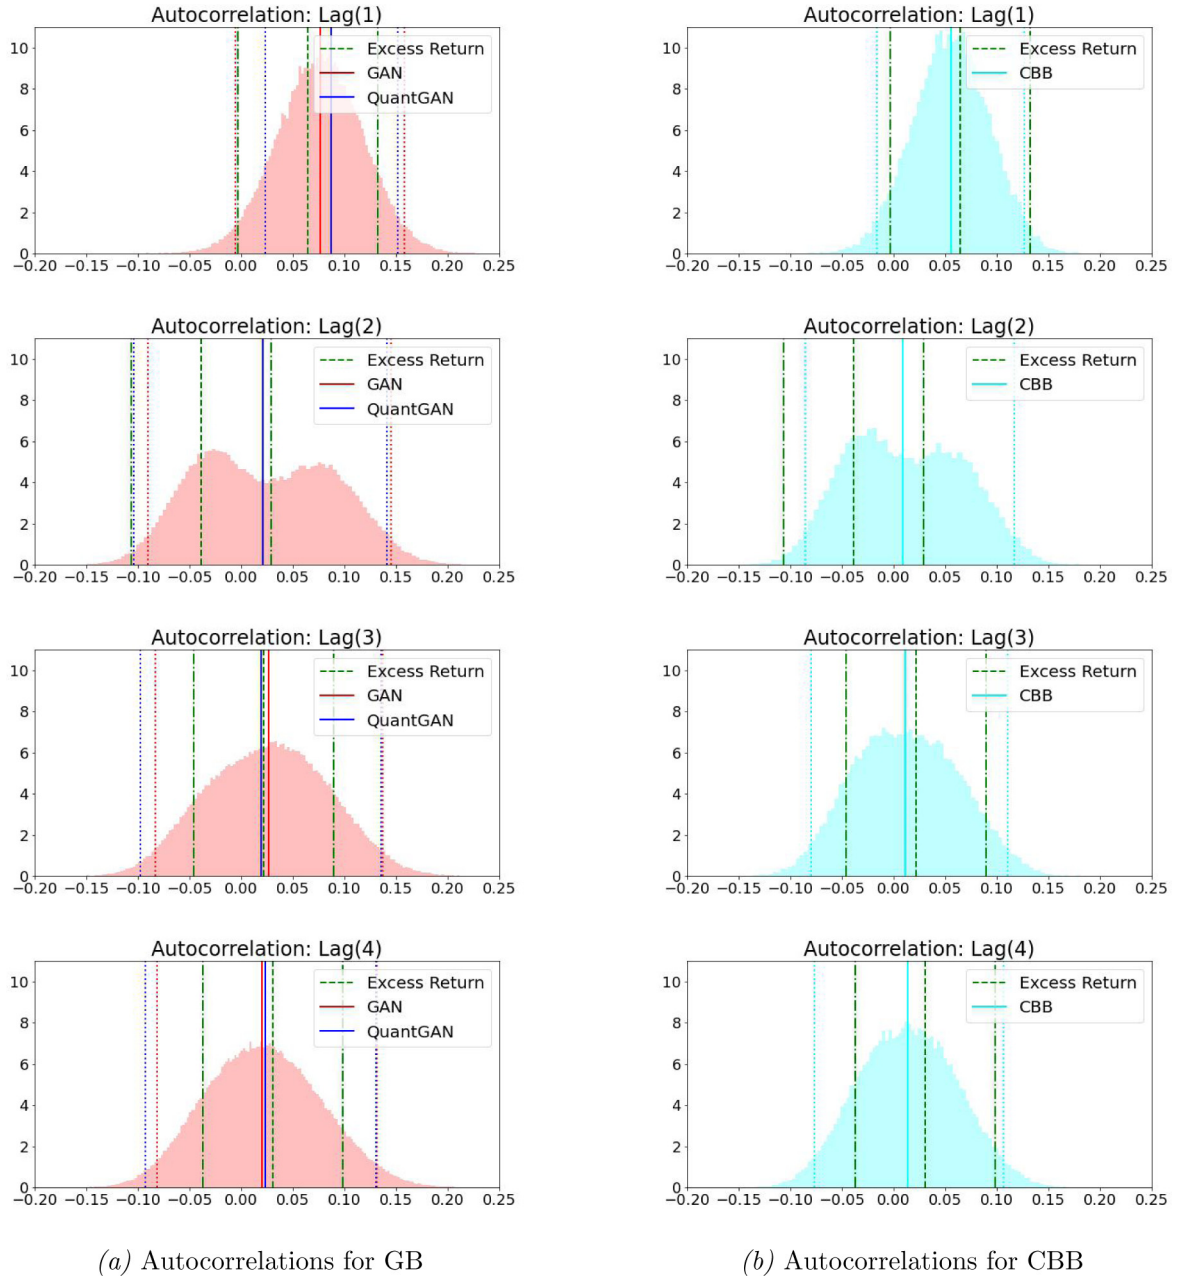 Autocorrelation: Lag(1)
10
8
6
4
2
0
−0.20 −0.15 −0.10 −0.05 0.00 0.05 0.10 0.15 0.20 0.25
Excess Return
GAN
QuantGAN
Autocorrelation: Lag(1)
10
8
6
4
2
0
−0.20 −0.15 −0.10 −0.05 0.00 0.05 0.10 0.15 0.20 0.25
Excess Return
CBB
Autocorrelation: Lag(2)
10
8
6
4
2
0
−0.20 −0.15 −0.10 −0.05 0.00 0.05 0.10 0.15 0.20 0.25
Excess Return
GAN
QuantGAN
Autocorrelation: Lag(2)
10
8
6
4
2
0
−0.20 −0.15 −0.10 −0.05 0.00 0.05 0.10 0.15 0.20 0.25
Excess Return
CBB
Autocorrelation: Lag(3)
10
8
6
4
2
0
−0.20 −0.15 −0.10 −0.05 0.00 0.05 0.10 0.15 0.20 0.25
Excess Return
GAN
QuantGAN
Autocorrelation: Lag(3)
10
8
6
4
2
0
−0.20 −0.15 −0.10 −0.05 0.00 0.05 0.10 0.15 0.20 0.25
Excess Return
CBB
Autocorrelation: Lag(4)
10
8
6
4
2
0
−0.20 −0.15 −0.10 −0.05 0.00 0.05 0.10 0.15 0.20 0.25
Excess Return
GAN
QuantGAN
Autocorrelation: Lag(4)
10
8
6
4
2
0
−0.20 −0.15 −0.10 −0.05 0.00 0.05 0.10 0.15 0.20 0.25
Excess Return
CBB
(a) Autocorrelations for GB
(b) Autocorrelations for CBB